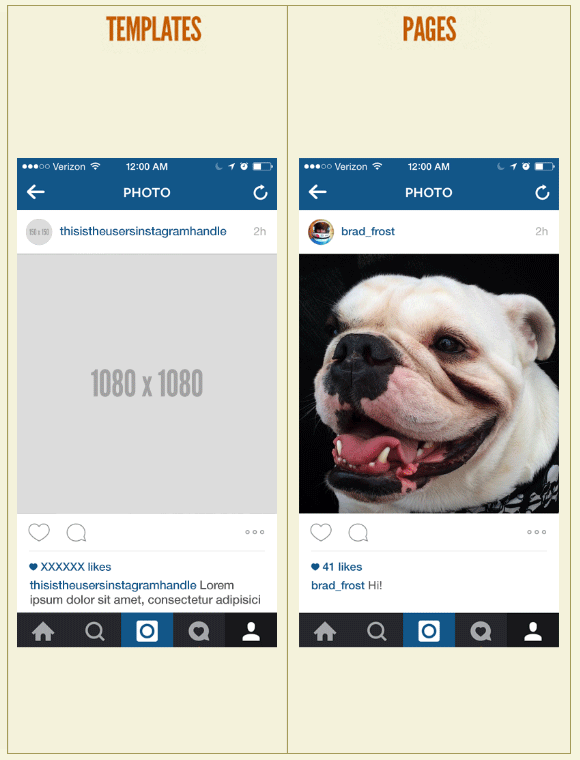 TEMPLATES
Verizon 12:00 AM
PHOTO
150 x 150 thisistheusersinstagramhandle 2h
1080 x 1080
XXXXXX likes
thisistheusersinstagramhandle Lorem
ipsum dolor sit amet, consectetur adipisici
PAGES
Verizon 12:00 AM
PHOTO
brad_frost 2h
41 likes
brad_frost Hi!